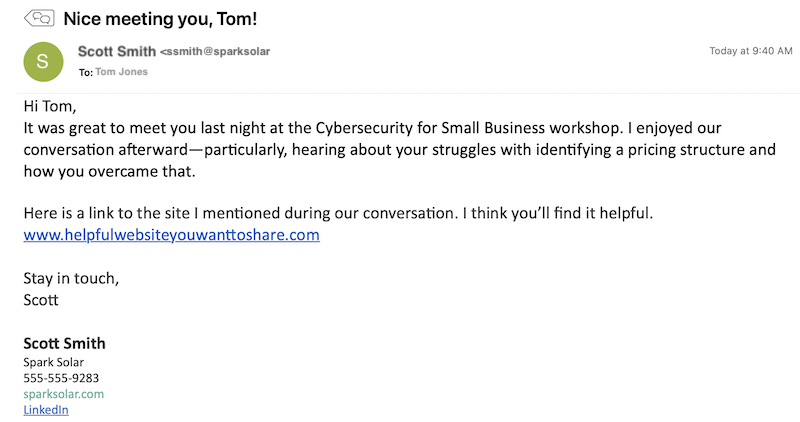 Nice meeting you, Tom!
S
Scott Smith <ssmith@sparksolar
Today at 9:40 AM
To: Tom Jones
Hi Tom,
It was great to meet you last night at the Cybersecurity for Small Business workshop. I enjoyed our
conversation afterward—particularly, hearing about your struggles with identifying a pricing structure and
how you overcame that.
Here is a link to the site I mentioned during our conversation. I think you’ll find it helpful.
www.helpfulwebsiteyouwanttoshare.com
Stay in touch,
Scott
Scott Smith
Spark Solar
555-555-9283
sparksolar.com
LinkedIn